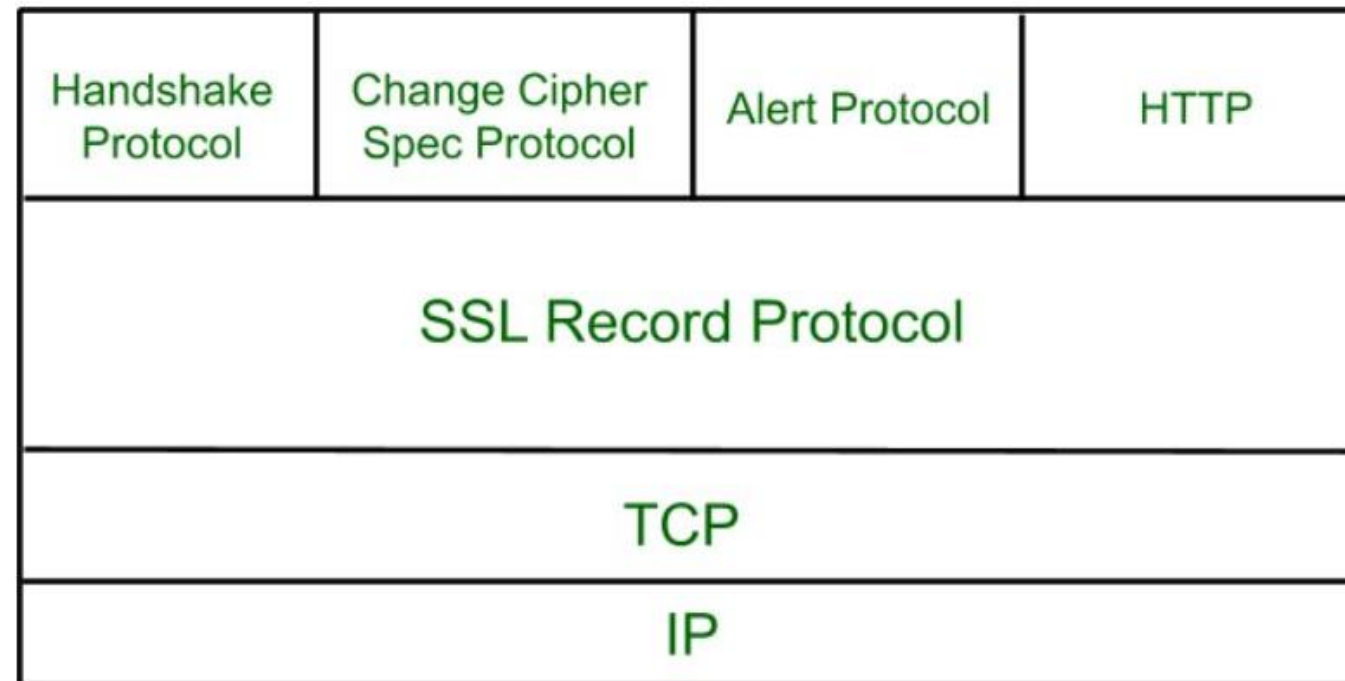 Handshake
Protocol
Change Cipher
Spec Protocol
Alert Protocol
HTTP
SSL Record Protocol
TCP
IP